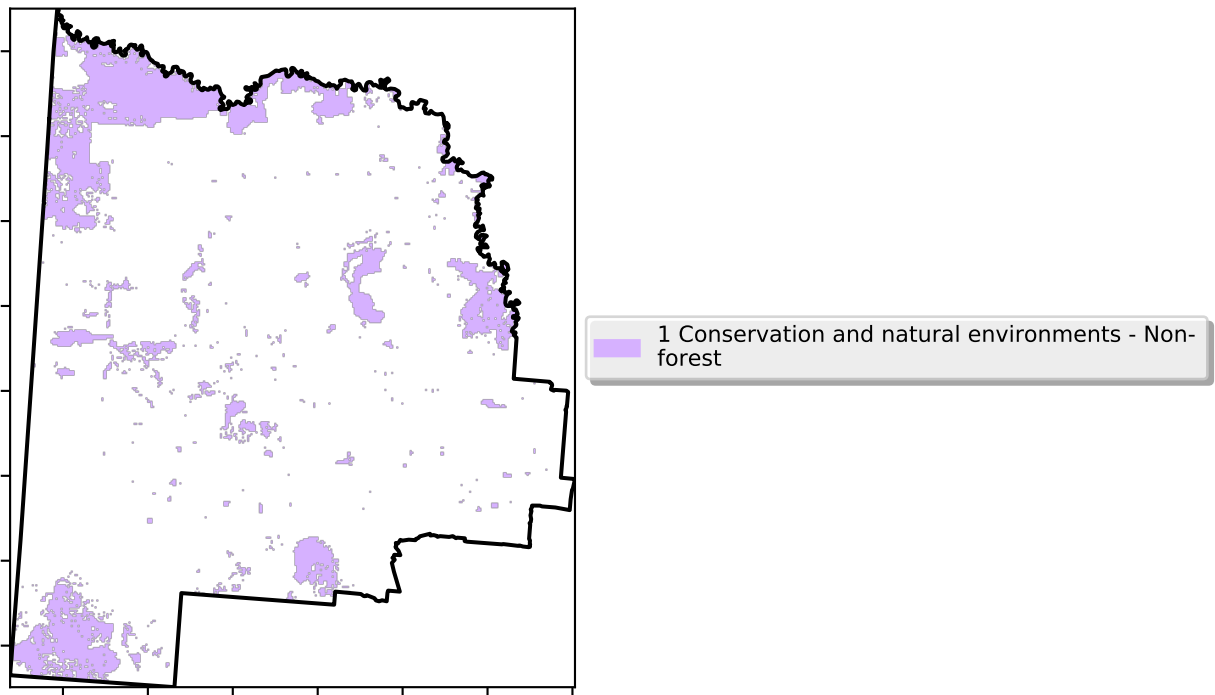 1 Conservation and natural environments - Non-
forest